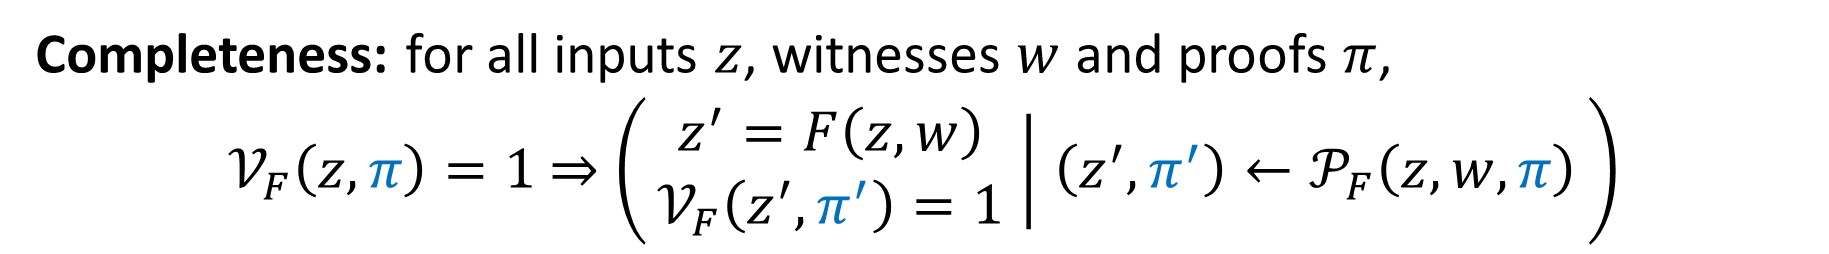 Completeness: for all inputs 𝑧, witnesses 𝑤 and proofs 𝜋,
𝒱_F(𝑧, 𝜋) = 1 ⇒ ( 𝑧′ = 𝐹(𝑧, 𝑤)
𝒱_F(𝑧′, 𝜋′) = 1 | (𝑧′, 𝜋′) ← 𝒫_F(𝑧, 𝑤, 𝜋) )